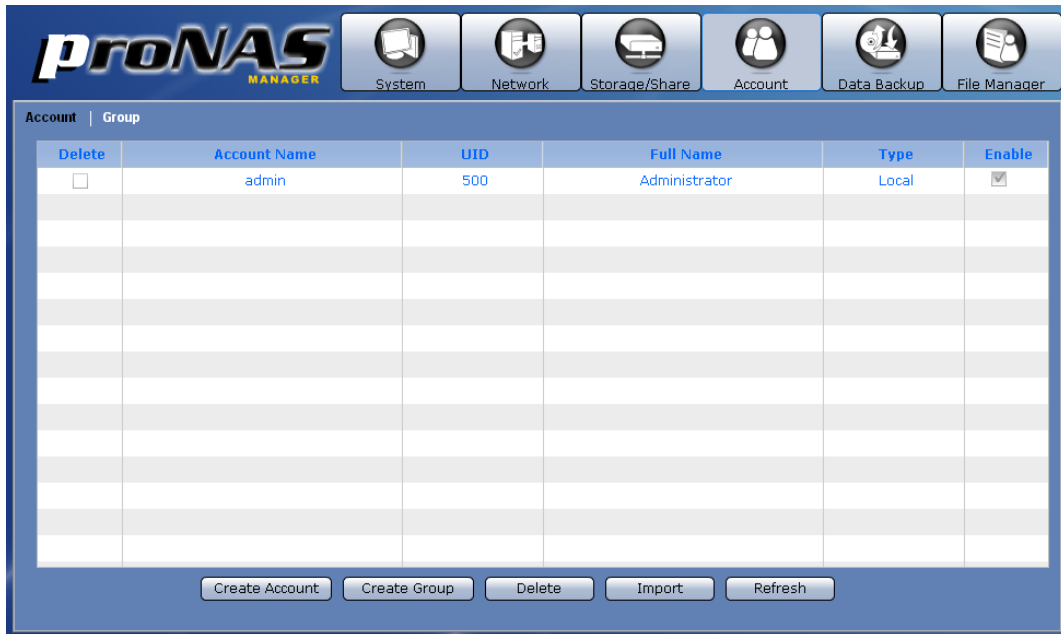 proNAS
MANAGER
System
Network
Storage/Share
Account
Data Backup
File Manager
Account | Group
Delete Account Name UID Full Name Type Enable
admin 500 Administrator Local
Create Account Create Group Delete Import Refresh